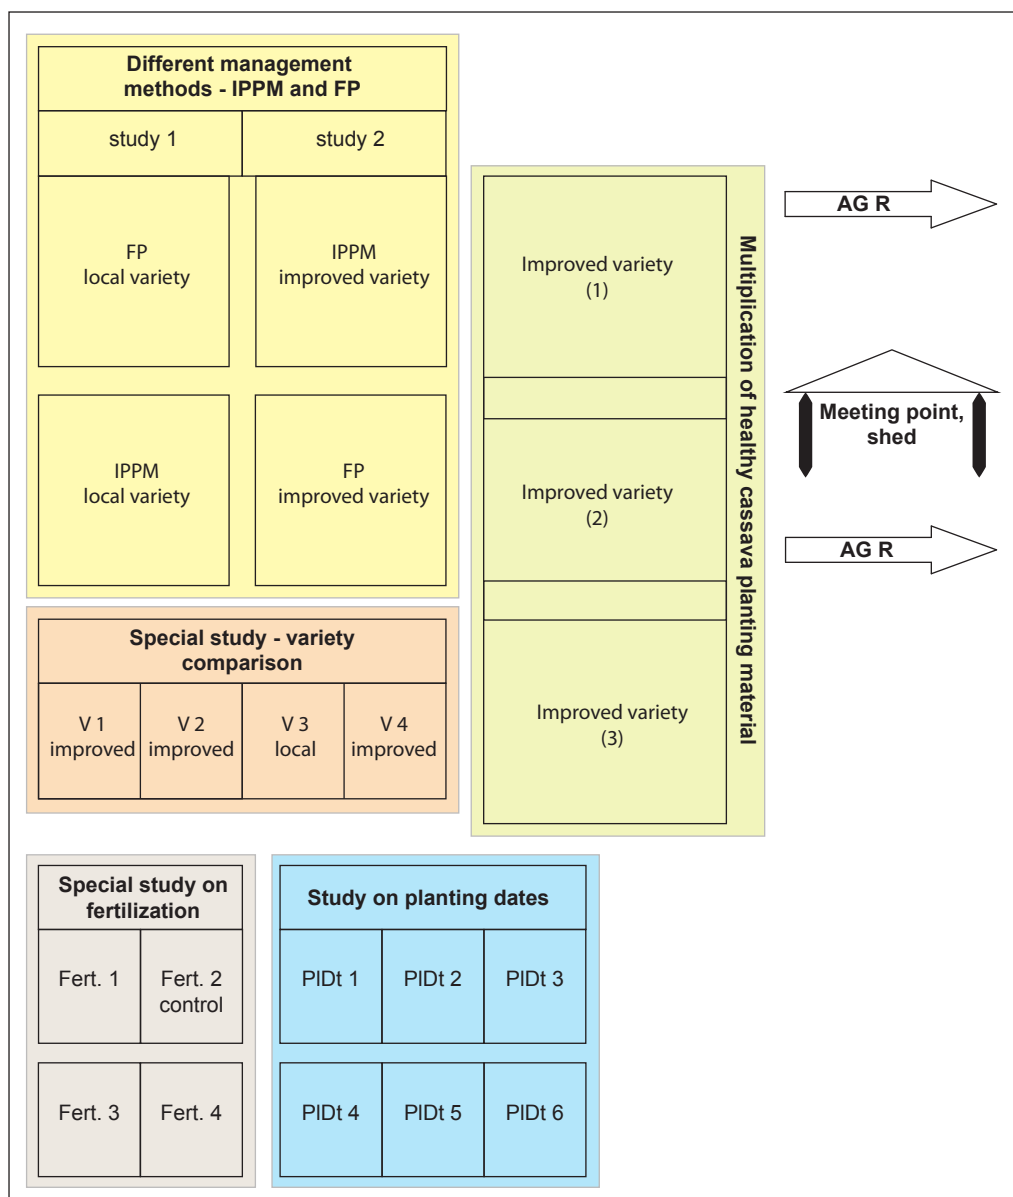 Different management
methods - IPPM and FP
study 1
study 2
FP
local variety
IPPM
improved variety
IPPM
local variety
FP
improved variety
Special study - variety
comparison
V 1
improved
V 2
improved
V 3
local
V 4
improved
Improved variety
(1)
Improved variety
(2)
Improved variety
(3)
Multiplication of healthy cassava planting material
AG R
Meeting point,
shed
AG R
Special study on
fertilization
Fert. 1
Fert. 2
control
Fert. 3
Fert. 4
Study on planting dates
PlDt 1
PlDt 2
PlDt 3
PlDt 4
PlDt 5
PlDt 6